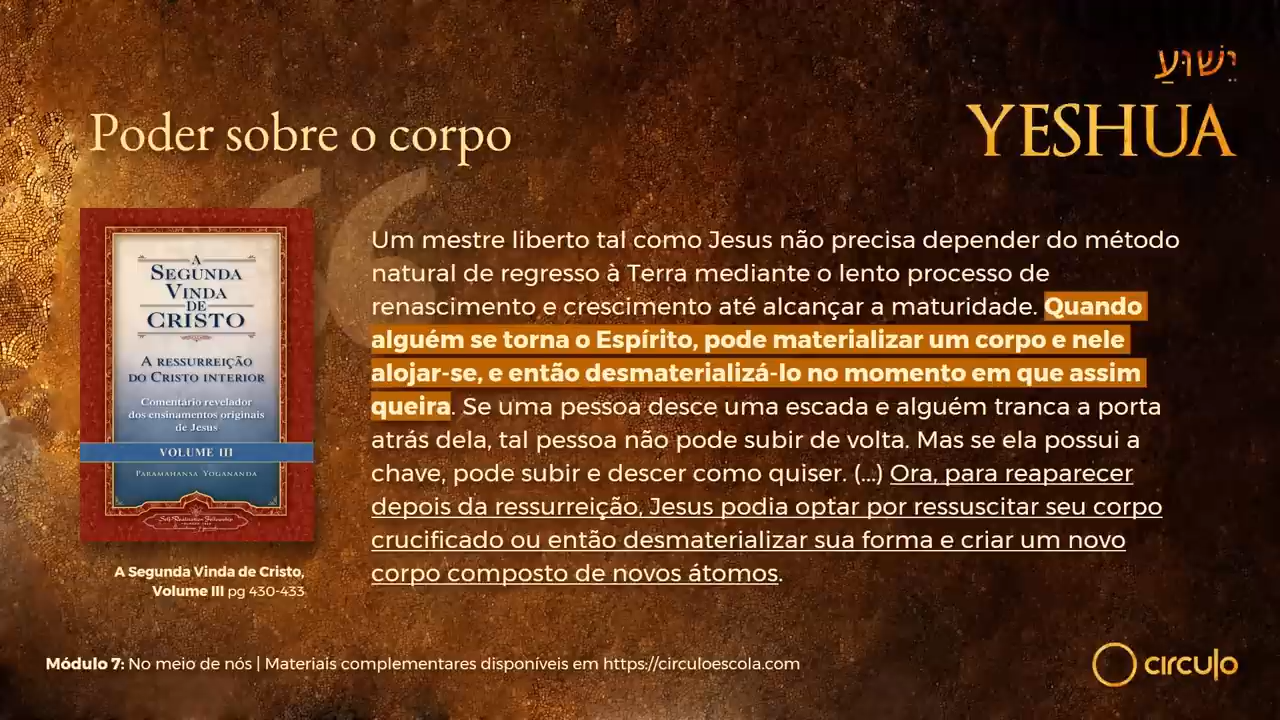 יֵשׁוּעַ
YESHUA
Poder sobre o corpo
A
SEGUNDA
VINDA
DE
CRISTO
A RESSURREIÇÃO
DO CRISTO INTERIOR
Comentário revelador
dos ensinamentos originais
de Jesus
VOLUME III
PARAMAHANSA YOGANANDA
Self-Realization Fellowship
A Segunda Vinda de Cristo,
Volume III pg 430-433
Um mestre liberto tal como Jesus não precisa depender do método
natural de regresso à Terra mediante o lento processo de
renascimento e crescimento até alcançar a maturidade. Quando
alguém se torna o Espírito, pode materializar um corpo e nele
alojar-se, e então desmaterializá-lo no momento em que assim
queira. Se uma pessoa desce uma escada e alguém tranca a porta
atrás dela, tal pessoa não pode subir de volta. Mas se ela possui a
chave, pode subir e descer como quiser. (...) Ora, para reaparecer
depois da ressurreição, Jesus podia optar por ressuscitar seu corpo
crucificado ou então desmaterializar sua forma e criar um novo
corpo composto de novos átomos.
Módulo 7: No meio de nós | Materiais complementares disponíveis em https://circuloescola.com
circulo